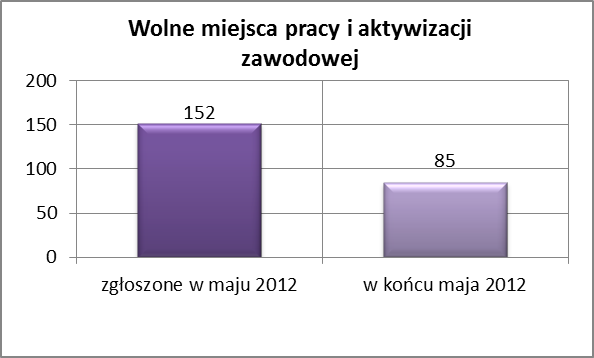 Wolne miejsca pracy i aktywizacji
zawodowej
200
150
100
50
0
152
85
zgłoszone w maju 2012
w końcu maja 2012